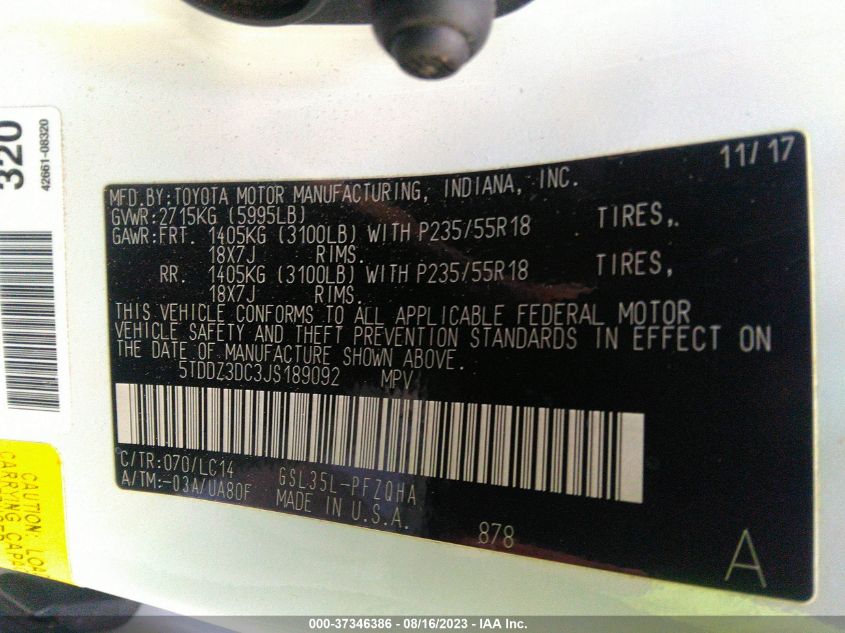 320
42661-08320
11/17
MFD.BY:TOYOTA MOTOR MANUFACTURING, INDIANA, INC.
GVWR:2715KG (5995LB)
GAWR:FRT. 1405KG (3100LB) WITH P235/55R18 TIRES,.
18X7J RIMS.
RR. 1405KG (3100LB) WITH P235/55R18 TIRES,
18X7J RIMS.
THIS VEHICLE CONFORMS TO ALL APPLICABLE FEDERAL MOTOR
VEHICLE SAFETY AND THEFT PREVENTION STANDARDS IN EFFECT ON
THE DATE OF MANUFACTURE SHOWN ABOVE.
5TDDZ3DC3JS189092 MPV
C/TR:070/LC14 GSL35L-PFZQHA
A/TM:-03A/UA80F MADE IN U.S.A.
878
A
CAUTION: LOA
CARRYING CAPA
000-37346386 - 08/16/2023 - IAA Inc.